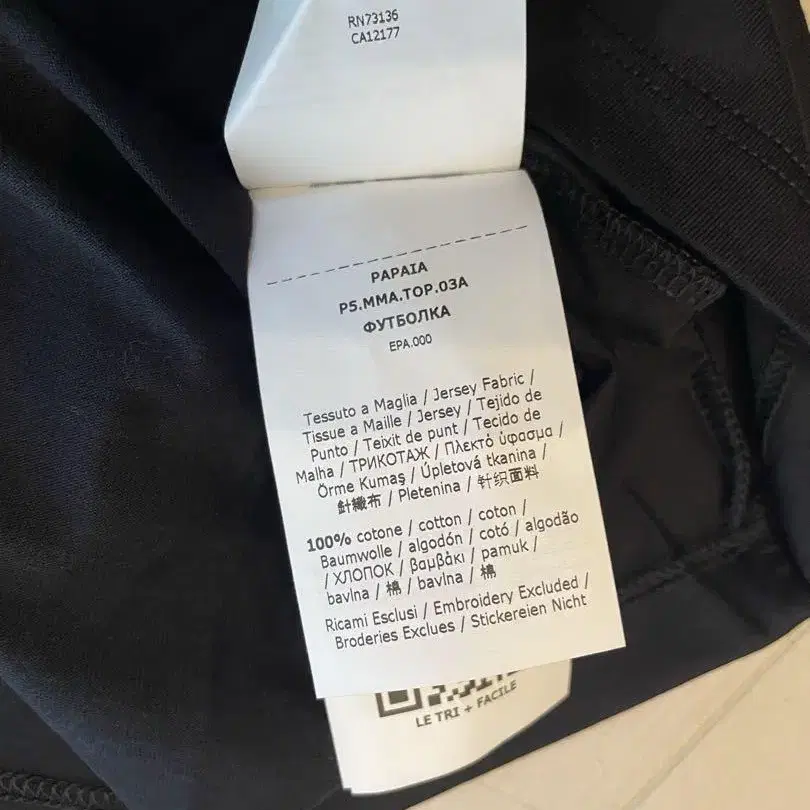 RN73136
CA12177
PAPAIA
P5.MMA.TOP.03A
ФУТБОЛКА
EPA.000
Tessuto a Maglia / Jersey Fabric /
Tissue a Maille / Jersey / Tejido de
Punto / Teixit de punt / Tecido de
Malha / ТРИКОТАЖ / Πλεκτό ύφασμα /
Örme Kumaş / Úpletová tkanina /
針織布 / Pletenina / 针织面料
100% cotone / cotton / coton /
Baumwolle / algodón / cotó / algodão
/ ХЛОПОК / βαμβάκι / pamuk /
bavlna / 棉 / bavlna / 棉
Ricami Esclusi / Embroidery Excluded /
Broderies Exclues / Stickereien Nicht
LE TRI + FACILE